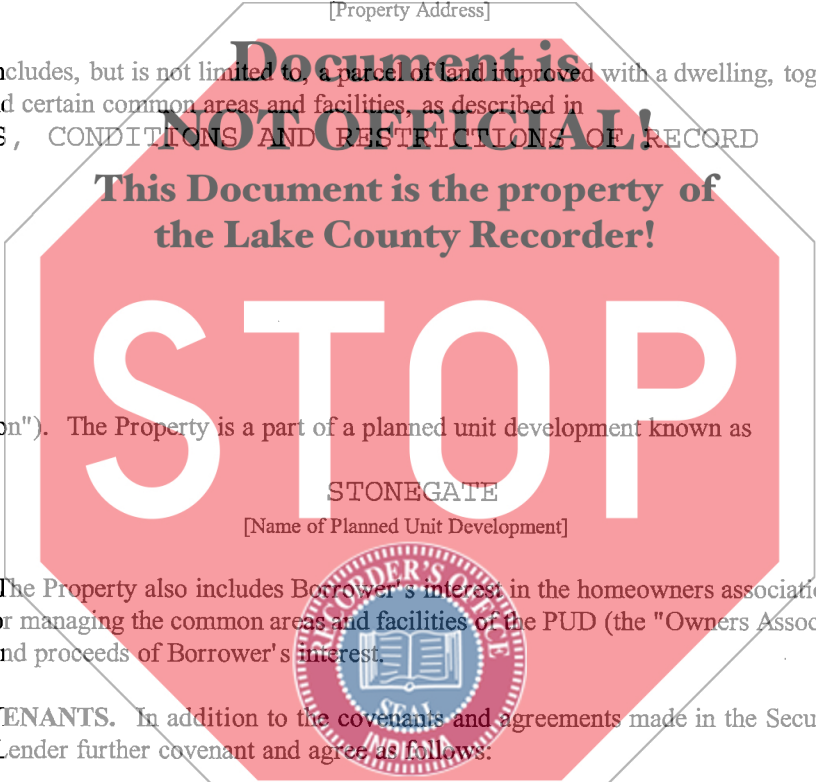 [Property Address]
Document is
ncludes, but is not limited to, a parcel of land improved with a dwelling, tog
d certain common areas and facilities, as described in
NOT OFFICIAL!
S, CONDITIONS AND RESTRICTIONS OF RECORD
This Document is the property of
the Lake County Recorder!
STOP
on"). The Property is a part of a planned unit development known as
STONEGATE
[Name of Planned Unit Development]
The Property also includes Borrower's interest in the homeowners associati
or managing the common areas and facilities of the PUD (the "Owners Assoc
nd proceeds of Borrower's interest.
RECORDER'S OFFICE
SEAL
INDIANA
ENANTS. In addition to the covenants and agreements made in the Secu
Lender further covenant and agree as follows: